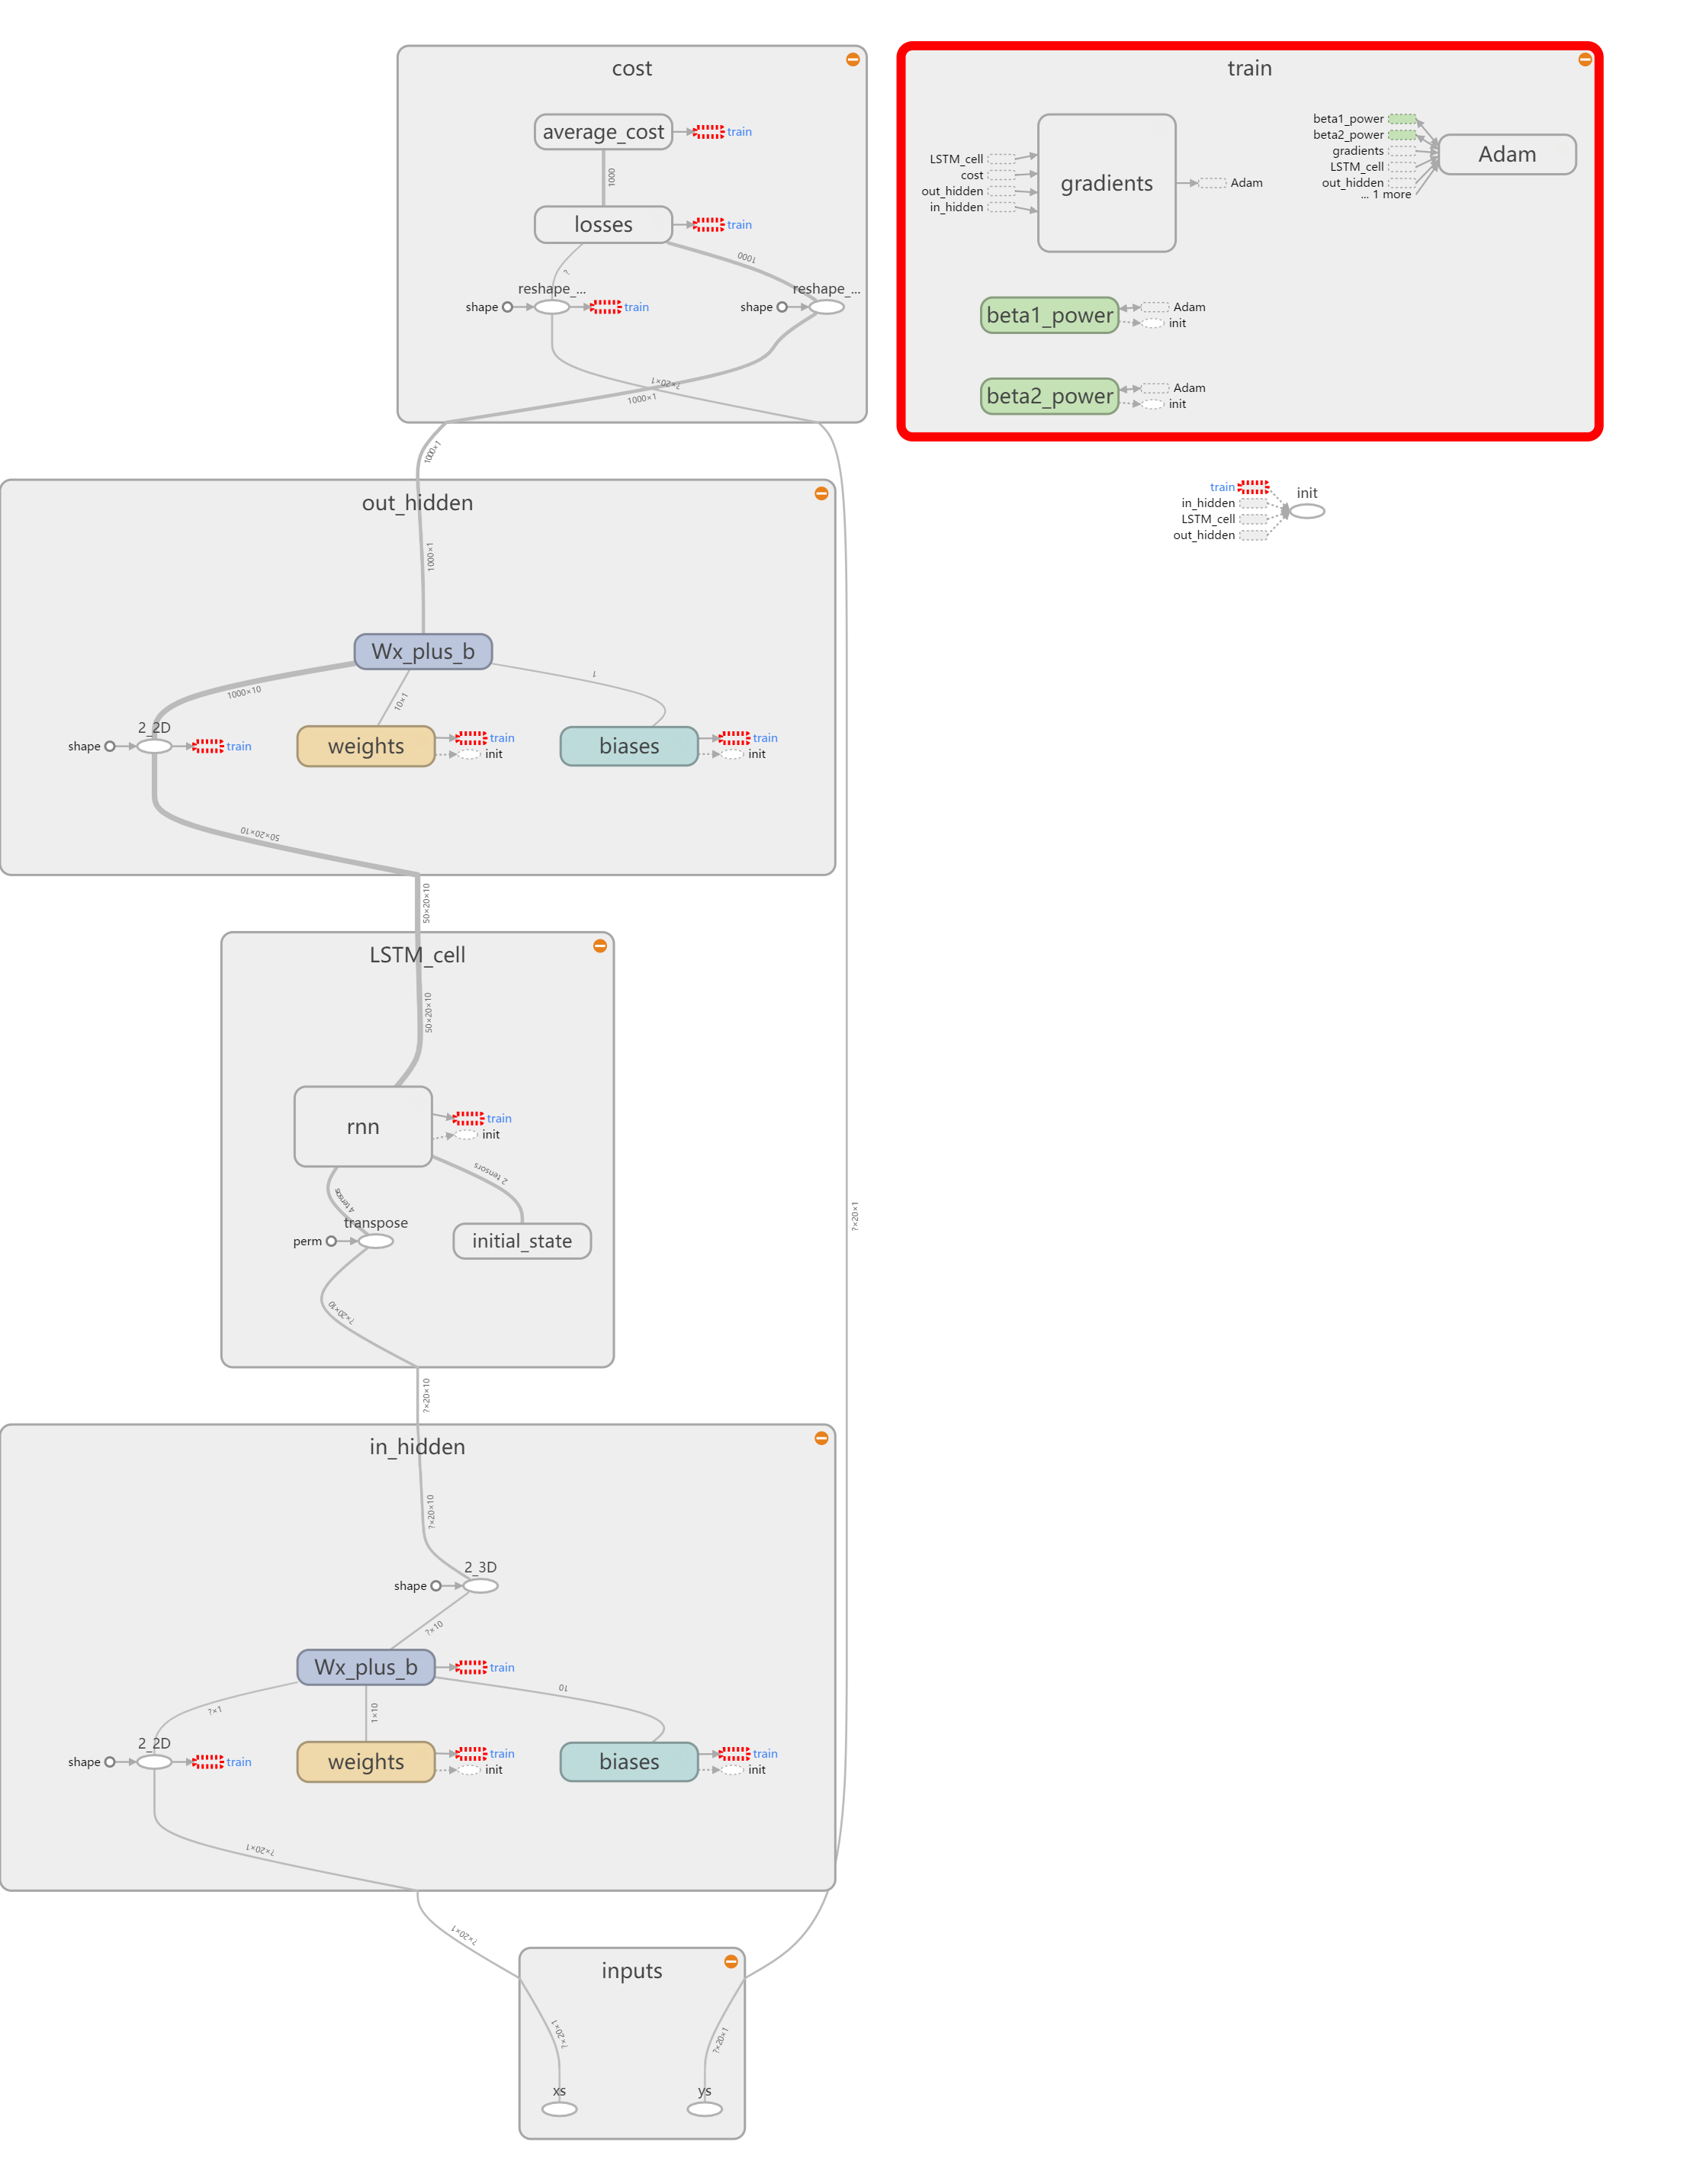 cost
average_cost
train
1000
losses
train
?
1000
reshape_...
shape
train
reshape_...
shape
?×20×1
1000×1
1000×1
train
LSTM_cell
cost
out_hidden
in_hidden
gradients
Adam
beta1_power
beta2_power
gradients
LSTM_cell
out_hidden
... 1 more
Adam
beta1_power
Adam
init
beta2_power
Adam
init
train
in_hidden
LSTM_cell
out_hidden
init
out_hidden
1000×1
Wx_plus_b
1000×10
10×1
1
2_2D
shape
train
weights
train
init
biases
train
init
50×20×10
50×20×10
LSTM_cell
50×20×10
rnn
train
init
4 tensors
2 tensors
transpose
perm
initial_state
?×20×10
?×20×1
?×20×10
in_hidden
?×20×10
2_3D
shape
?×10
Wx_plus_b
train
?×1
1×10
10
2_2D
shape
train
weights
train
init
biases
train
init
?×20×1
?×20×1
inputs
?×20×1
?×20×1
xs
ys